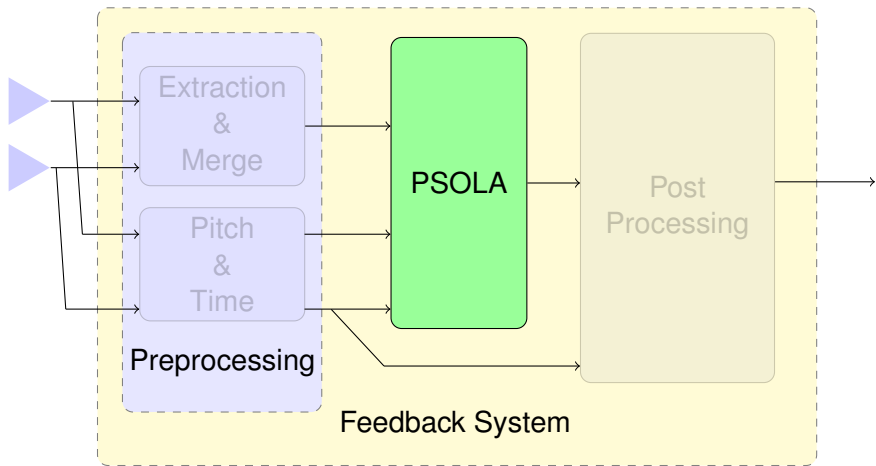 Extraction
&
Merge
Pitch
&
Time
Preprocessing
PSOLA
Post
Processing
Feedback System